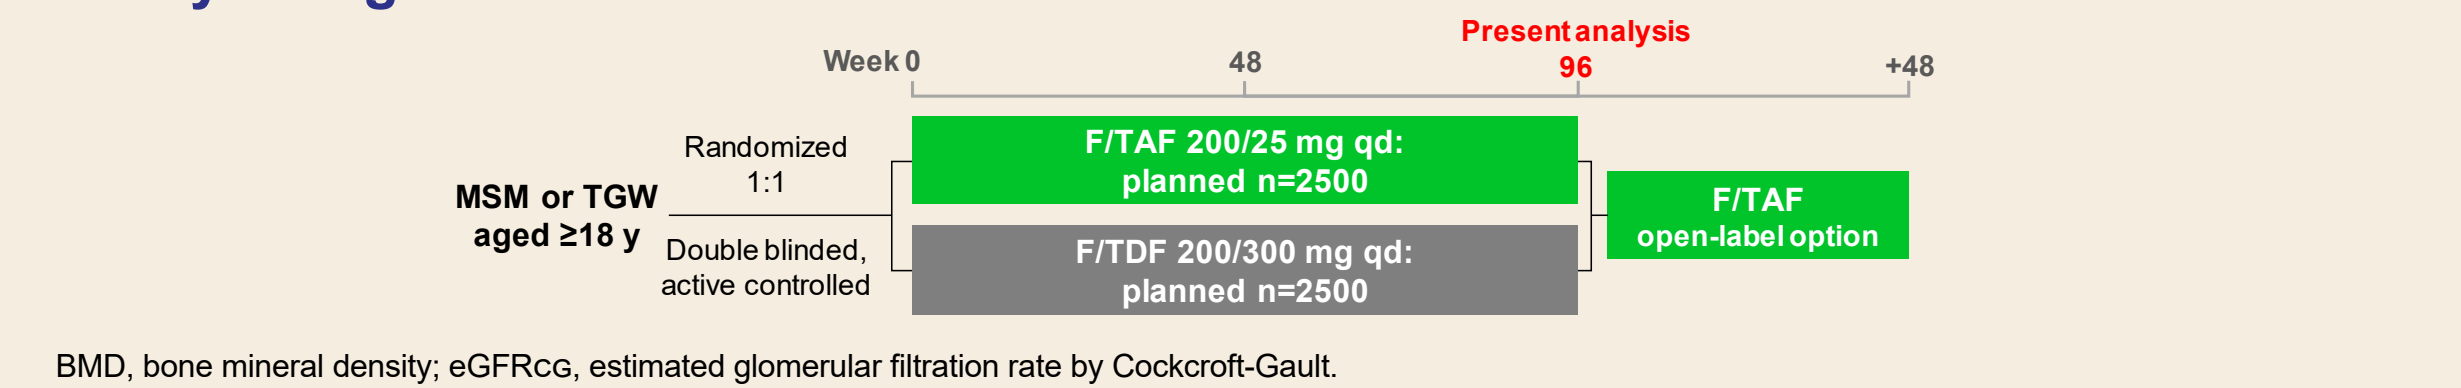 Present analysis
Week 0 48 96 +48
Randomized
1:1
MSM or TGW
aged ≥18 y
Double blinded,
active controlled
F/TAF 200/25 mg qd:
planned n=2500
F/TDF 200/300 mg qd:
planned n=2500
F/TAF
open-label option
BMD, bone mineral density; eGFRCG, estimated glomerular filtration rate by Cockcroft-Gault.